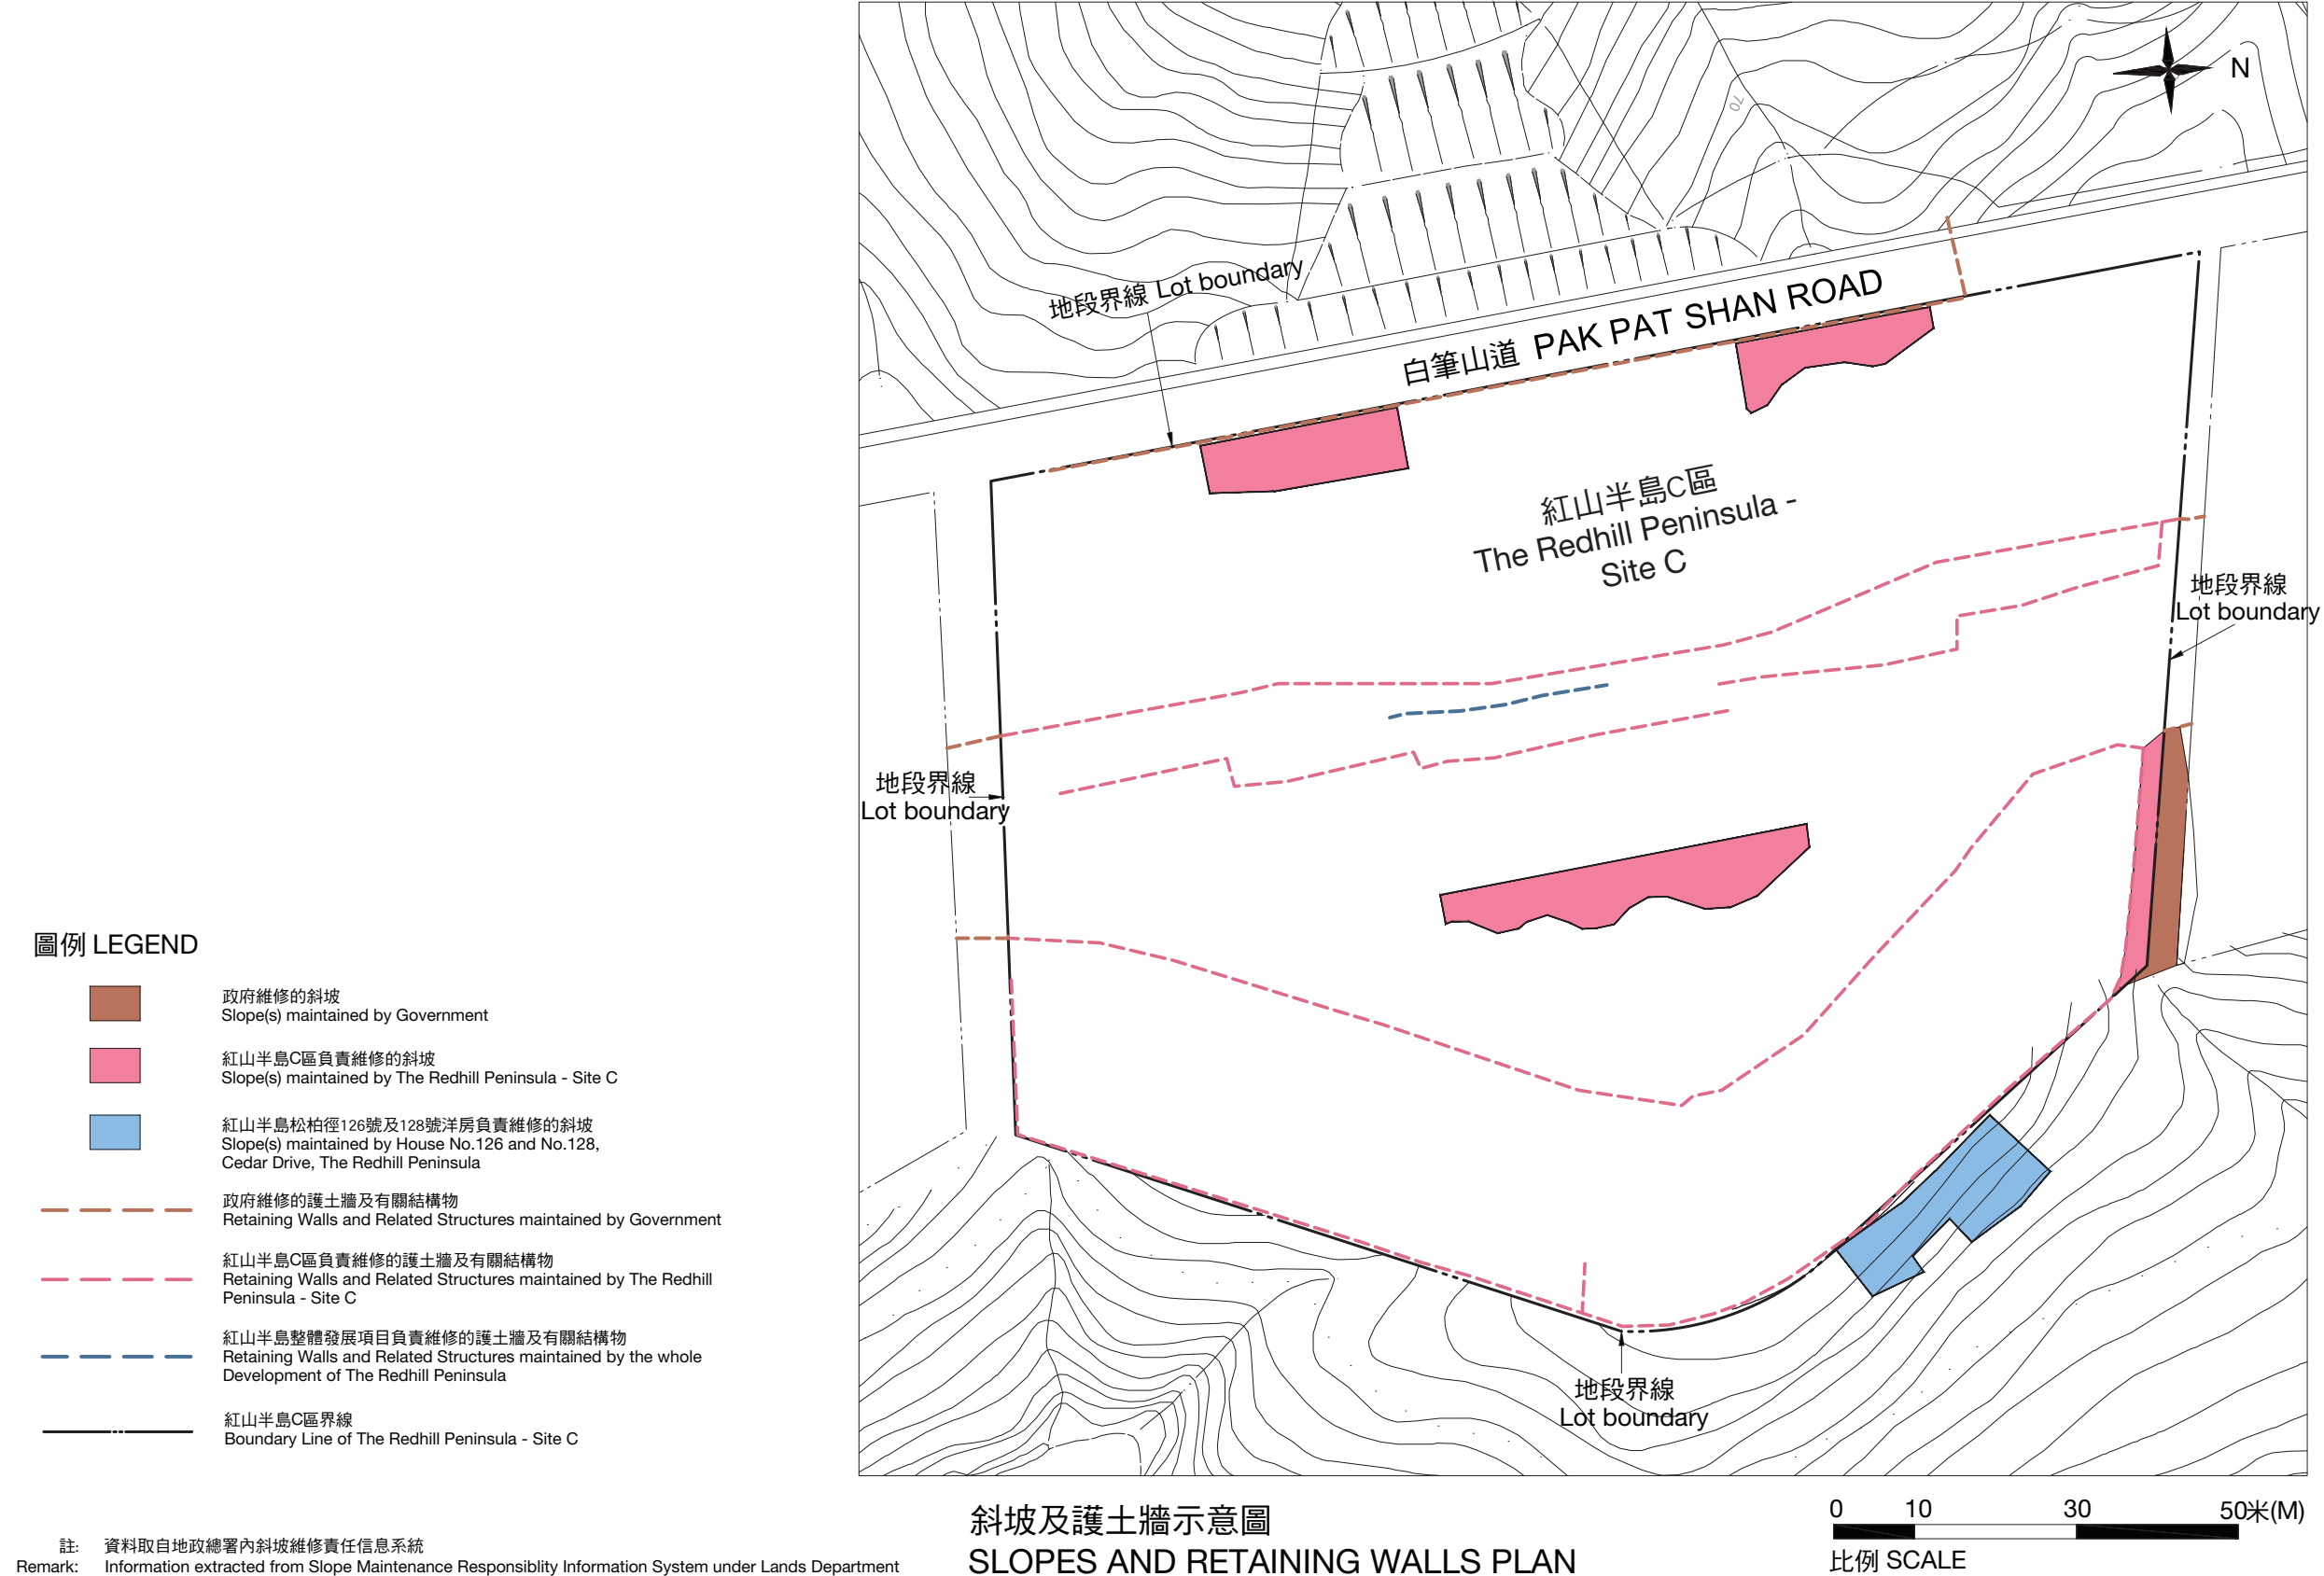 N
70
地段界線 Lot boundary
白筆山道 PAK PAT SHAN ROAD
紅山半島C區
The Redhill Peninsula -
Site C
地段界線
Lot boundary
地段界線
Lot boundary
地段界線
Lot boundary
圖例 LEGEND
政府維修的斜坡
Slope(s) maintained by Government
紅山半島C區負責維修的斜坡
Slope(s) maintained by The Redhill Peninsula - Site C
紅山半島松柏徑126號及128號洋房負責維修的斜坡
Slope(s) maintained by House No.126 and No.128,
Cedar Drive, The Redhill Peninsula
政府維修的護土牆及有關結構物
Retaining Walls and Related Structures maintained by Government
紅山半島C區負責維修的護土牆及有關結構物
Retaining Walls and Related Structures maintained by The Redhill
Peninsula - Site C
紅山半島整體發展項目負責維修的護土牆及有關結構物
Retaining Walls and Related Structures maintained by the whole
Development of The Redhill Peninsula
紅山半島C區界線
Boundary Line of The Redhill Peninsula - Site C
註: 資料取自地政總署內斜坡維修責任信息系統
Remark: Information extracted from Slope Maintenance Responsiblity Information System under Lands Department
斜坡及護土牆示意圖
SLOPES AND RETAINING WALLS PLAN
0 10 30 50米(M)
比例 SCALE